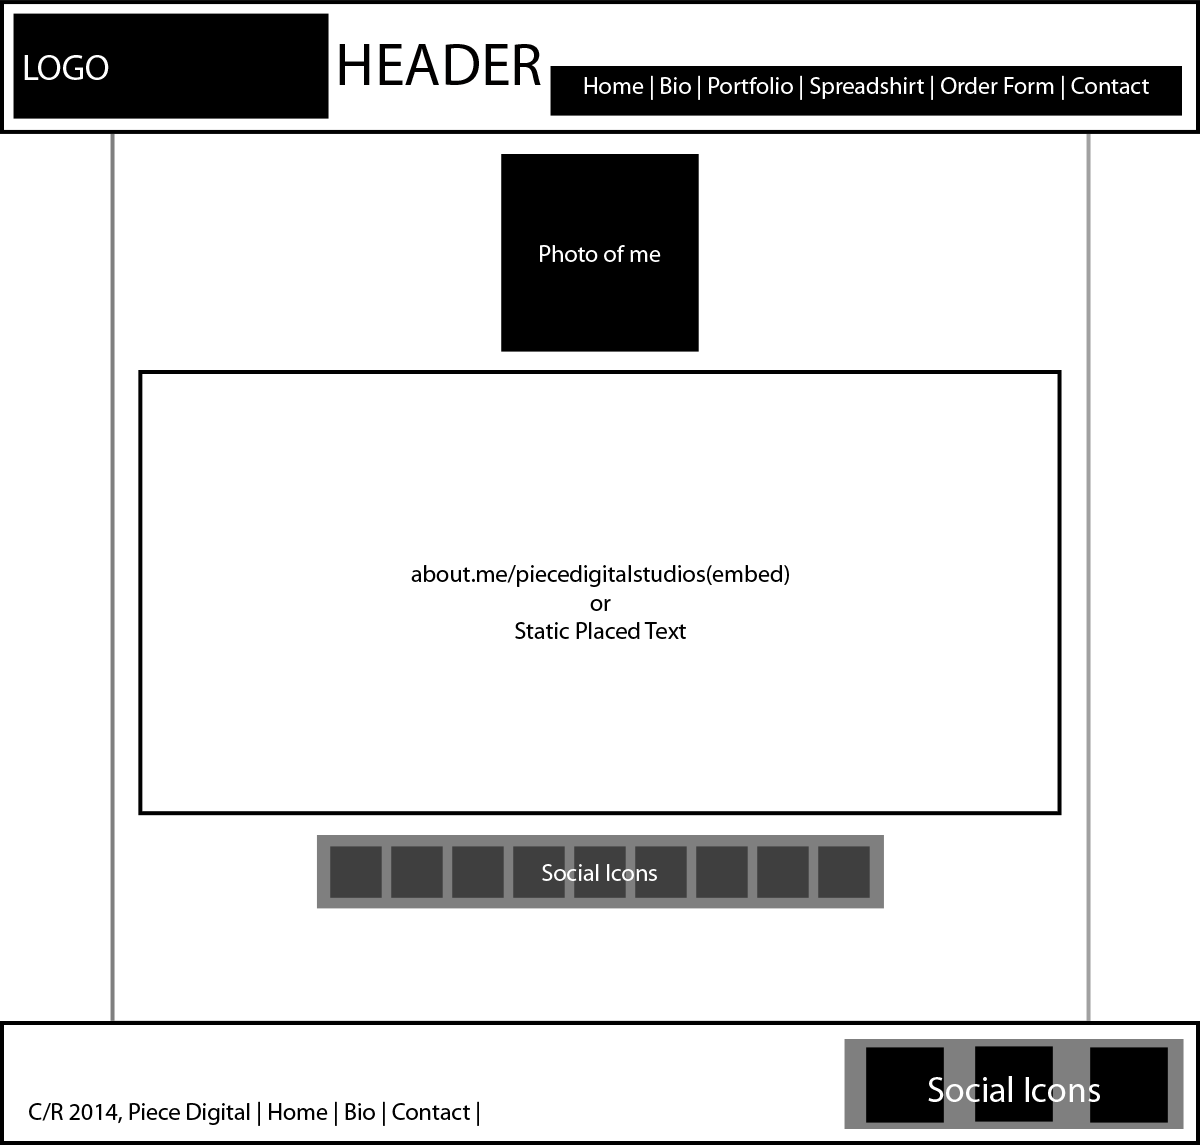 LOGO
HEADER
Home | Bio | Portfolio | Spreadshirt | Order Form | Contact
Photo of me
about.me/piecedigitalstudios(embed)
or
Static Placed Text
Social Icons
Social Icons
C/R 2014, Piece Digital | Home | Bio | Contact |